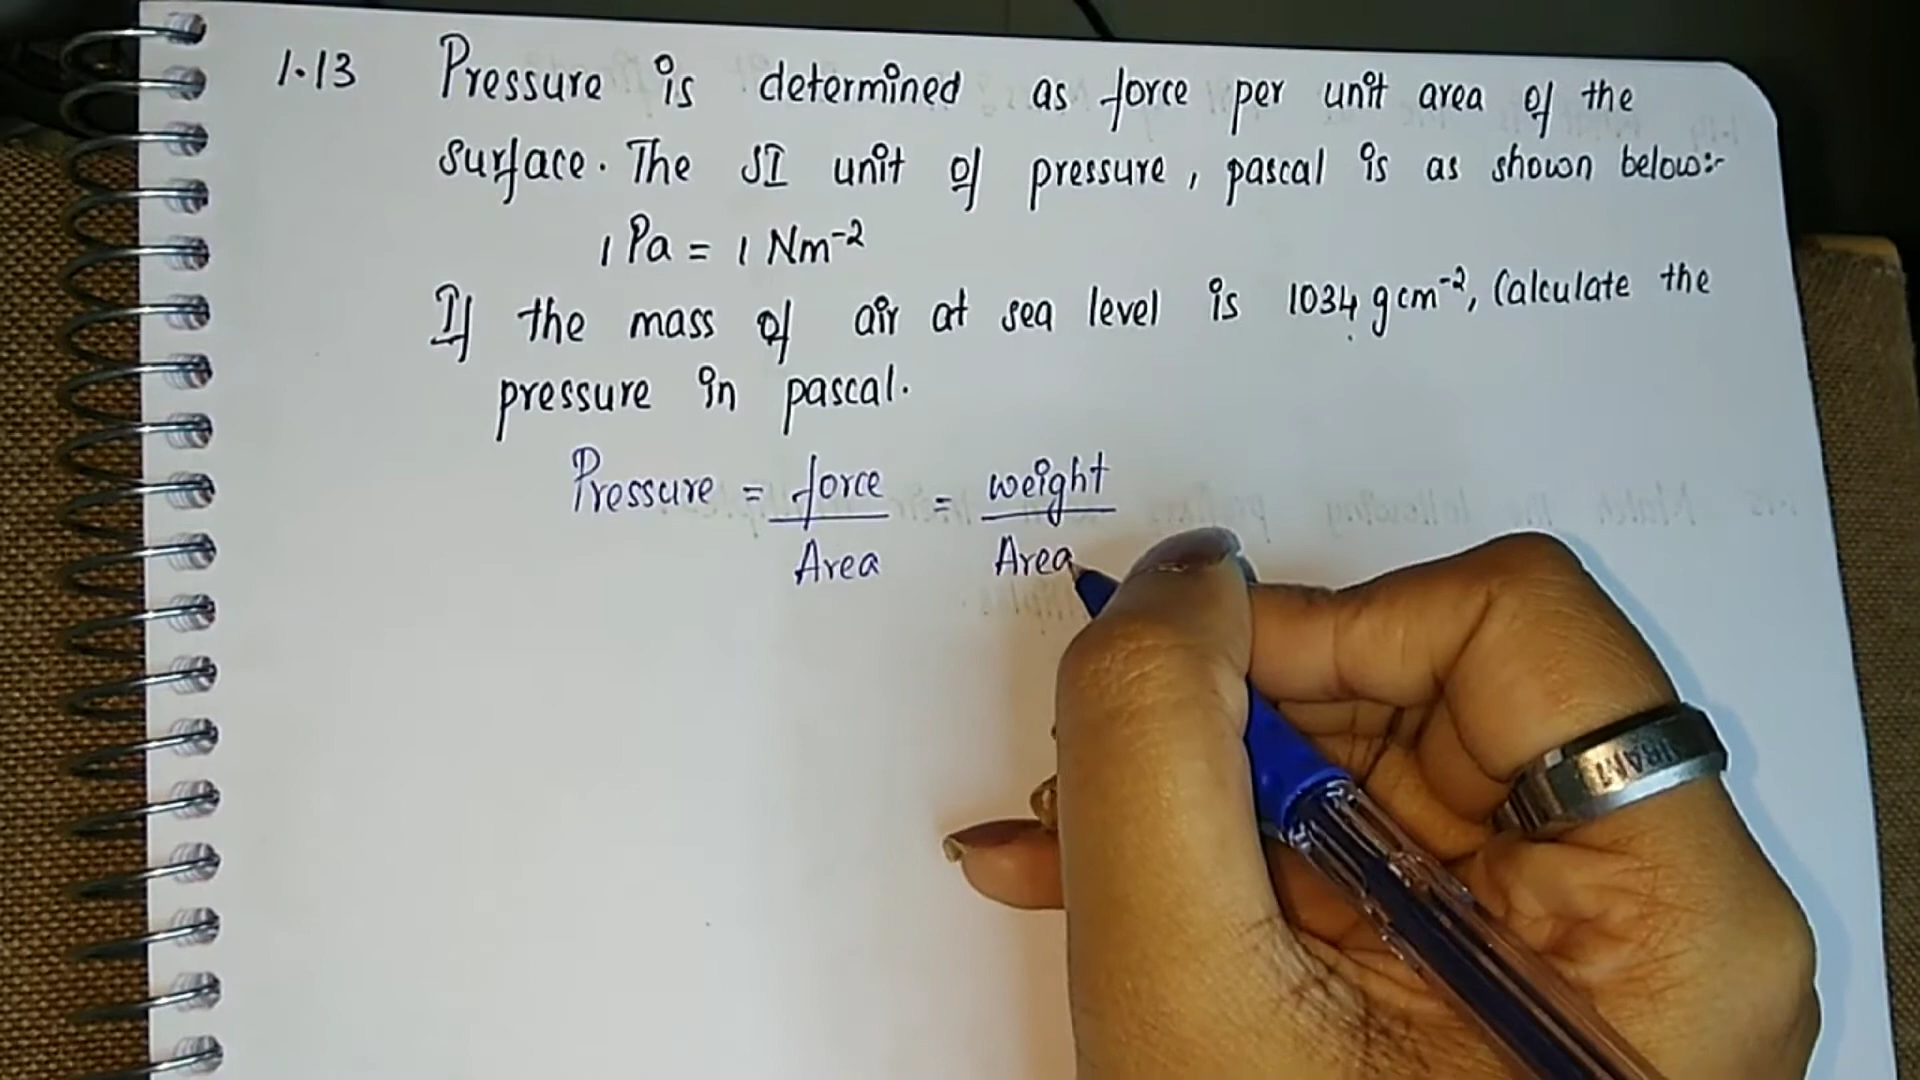 1.13 Pressure is determined as force per unit area of the
surface. The SI unit of pressure, pascal is as shown below:-
1 Pa = 1 Nm⁻²
If the mass of air at sea level is 1034 g cm⁻², Calculate the
pressure in pascal.
Pressure = force = weight
Area Area